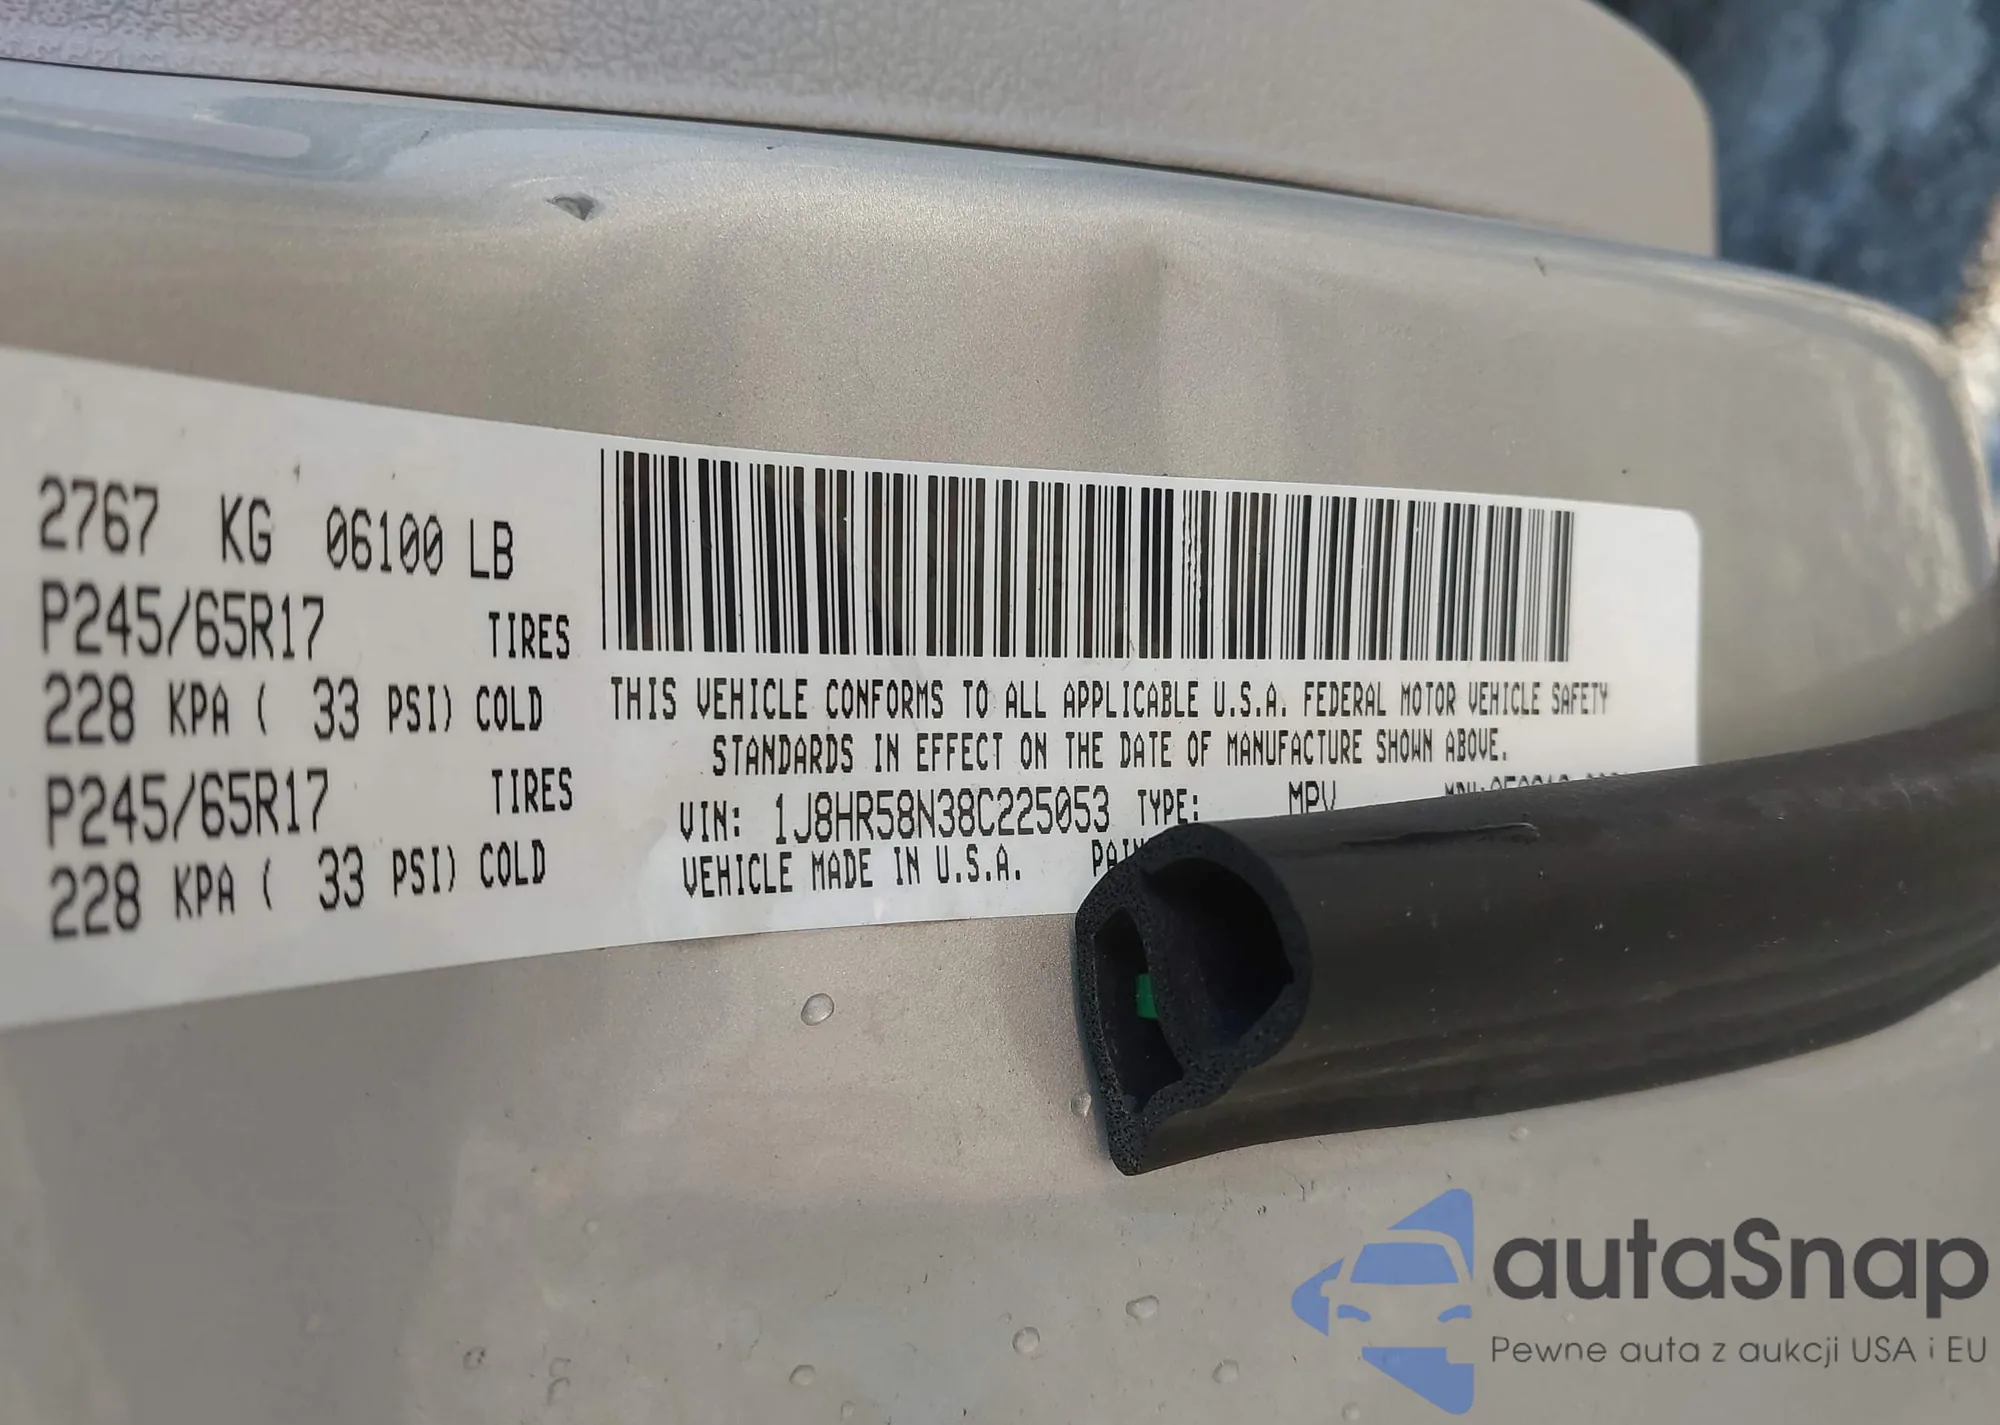 2767 KG 06100 LB
P245/65R17 TIRES
228 KPA ( 33 PSI) COLD
P245/65R17 TIRES
228 KPA ( 33 PSI) COLD
THIS VEHICLE CONFORMS TO ALL APPLICABLE U.S.A. FEDERAL MOTOR VEHICLE SAFETY
STANDARDS IN EFFECT ON THE DATE OF MANUFACTURE SHOWN ABOVE.
VIN: 1J8HR58N38C225053 TYPE: MPV
VEHICLE MADE IN U.S.A.
autaSnap
Pewne auta z aukcji USA i EU